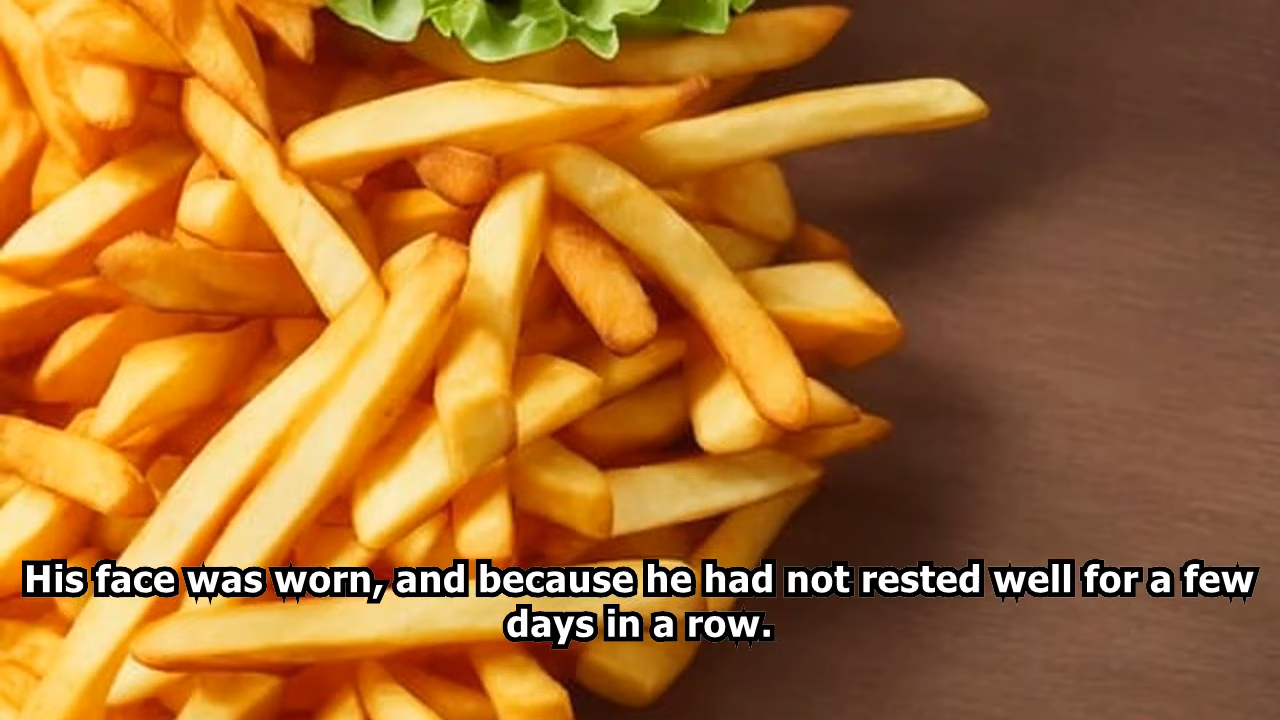 His face was worn, and because he had not rested well for a few
days in a row.